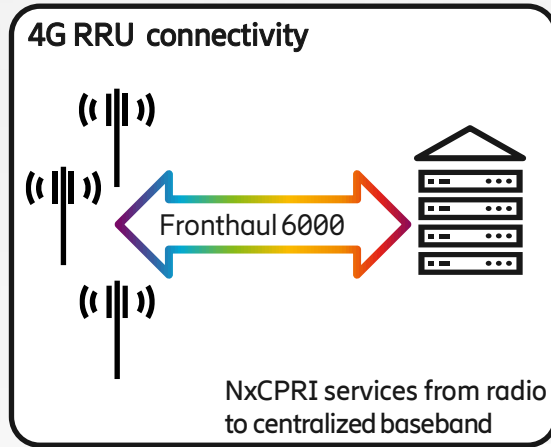 4G RRU connectivity
Fronthaul 6000
NxCPRI services from radio
to centralized baseband